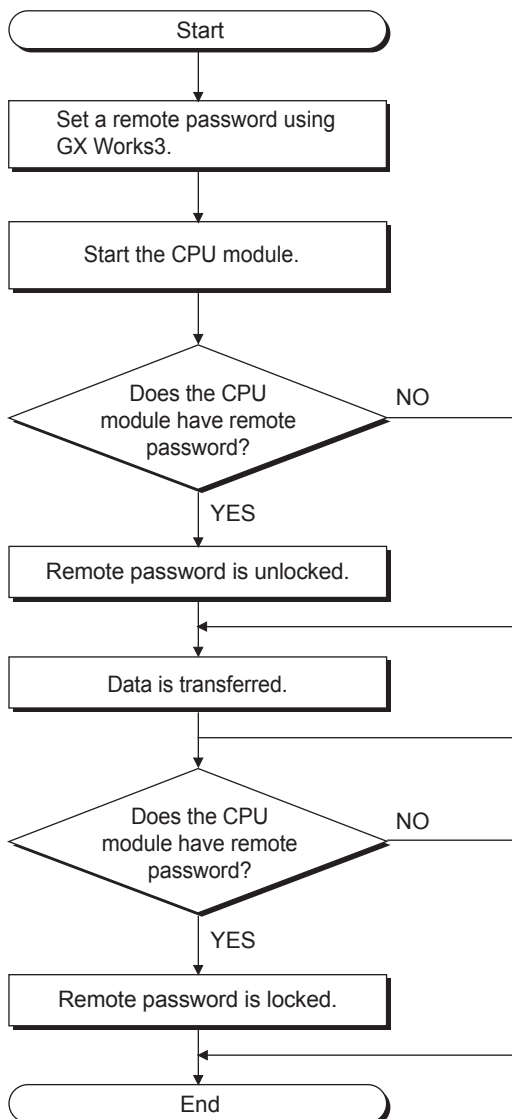 Start
Set a remote password using
GX Works3.
Start the CPU module.
Does the CPU
module have remote
password?
NO
YES
Remote password is unlocked.
Data is transferred.
Does the CPU
module have remote
password?
NO
YES
Remote password is locked.
End